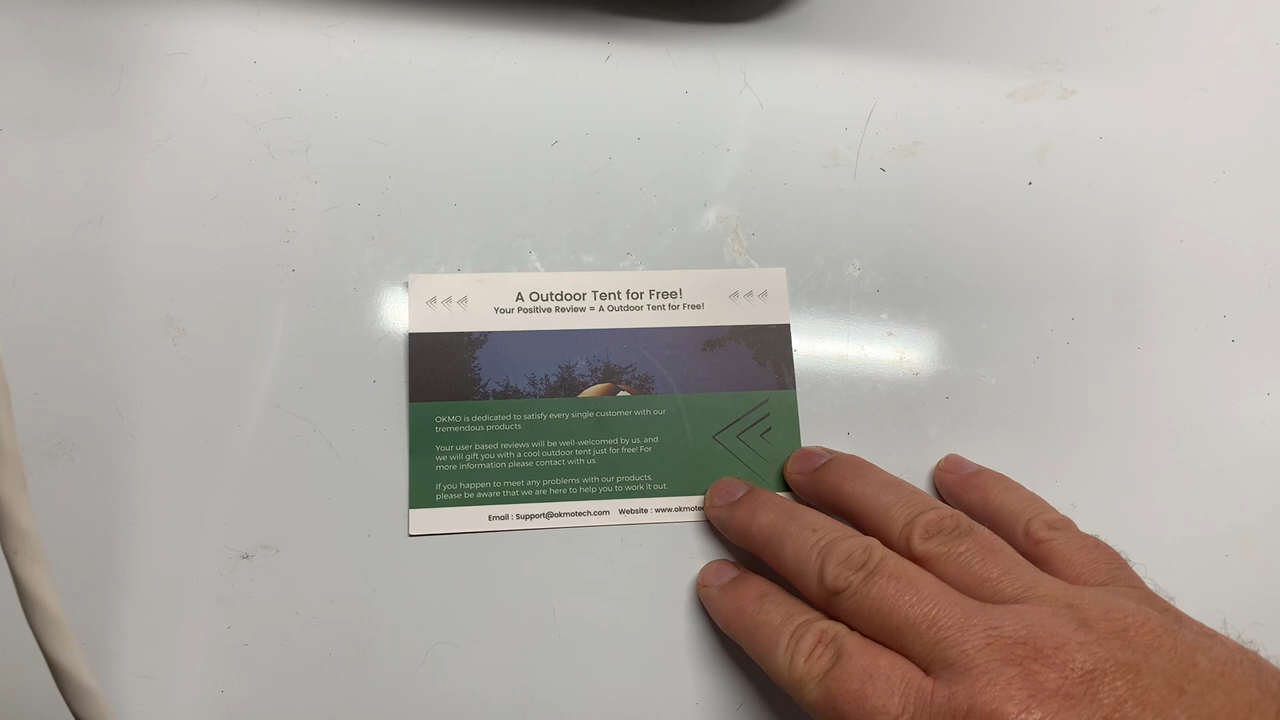 A Outdoor Tent for Free!
Your Positive Review = A Outdoor Tent for Free!
OKMO is dedicated to satisfy every single customer with our
tremendous products.
Your user based reviews will be well-welcomed by us, and
we will gift you with a cool outdoor tent just for free! For
more information please contact with us.
If you happen to meet any problems with our products,
please be aware that we are here to help you to work it out.
Email : Support@okmotech.com Website :